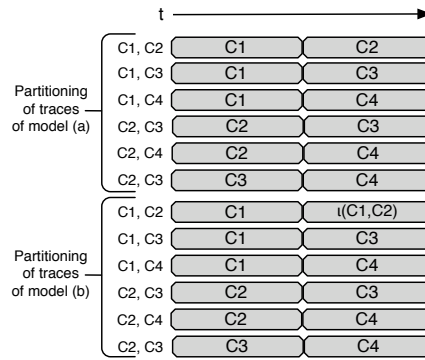 t
C1, C2 C1 C2
C1, C3 C1 C3
C1, C4 C1 C4
C2, C3 C2 C3
C2, C4 C2 C4
C2, C3 C3 C4
Partitioning
of traces
of model (a)
C1, C2 C1 ι(C1,C2)
C1, C3 C1 C3
C1, C4 C1 C4
C2, C3 C2 C3
C2, C4 C2 C4
C2, C3 C3 C4
Partitioning
of traces
of model (b)